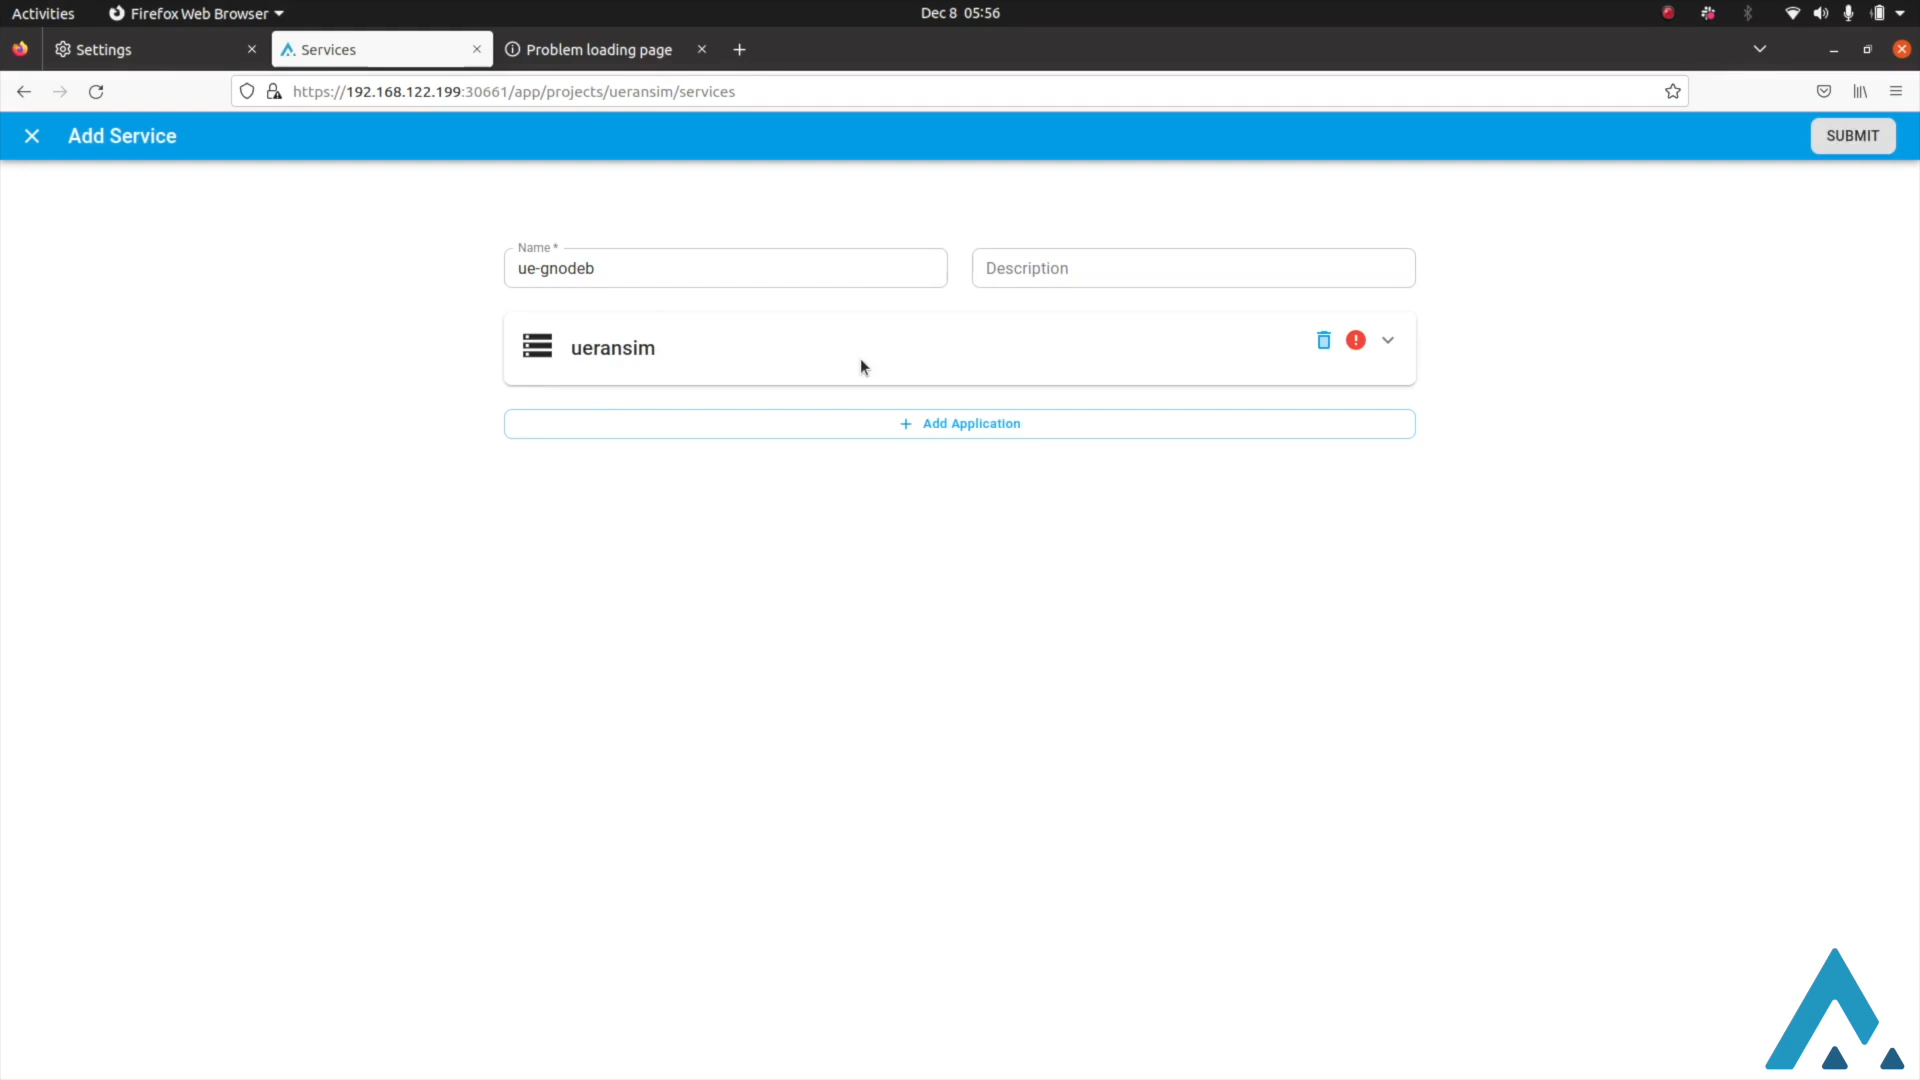 Activities
Firefox Web Browser
Dec 8 05:56
Settings
Services
Problem loading page
https://192.168.122.199:30661/app/projects/ueransim/services
Add Service
SUBMIT
Name *
ue-gnodeb
Description
ueransim
Add Application